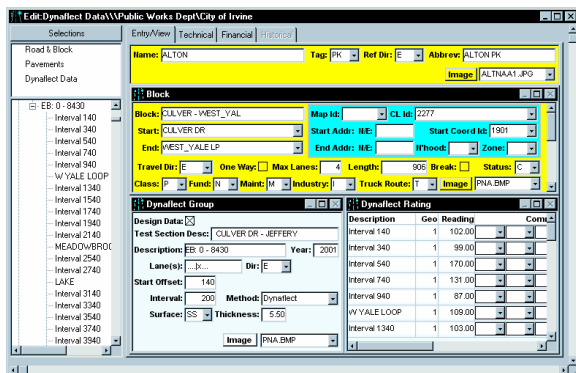 Edit:Dynaflect Data\\\Public Works Dept\City of Irvine
Selections
Entry/View Technical Financial Historical
Road & Block
Pavements
Dynaflect Data
Name: ALTON Tag: PK Ref Dir: E Abbrev: ALTON PK
Image ALTNAA1.JPG
EB: 0 - 8430
Interval 140
Interval 340
Interval 540
Interval 740
Interval 940
W YALE LOOP
Interval 1340
Interval 1540
Interval 1740
Interval 1940
Interval 2140
MEADOWBROO
Interval 2540
Interval 2740
LAKE
Interval 3140
Interval 3340
Interval 3540
Interval 3740
Interval 3940
Block
Block: CULVER - WEST_YAL Map Id: CL Id: 2277
Start: CULVER DR Start Addr: N/E: Start Coord Id: 1901
End: WEST_YALE LP End Addr: N/E: N'hood: Zone:
Travel Dir: E One Way: Max Lanes: 4 Length: 906 Break: Status: C
Class: P Fund: N Maint: M Industry: I Truck Route: T Image PNA.BMP
Dynaflect Group
Design Data:
Test Section Desc: CULVER DR - JEFFERY
Description: EB: 0 - 8430 Year: 2001
Lane(s): ....|x... Dir: E
Start Offset: 140
Interval: 200 Method: Dynaflect
Surface: SS Thickness: 5.50
Image PNA.BMP
Dynaflect Rating
Description Geo Reading Comm
Interval 140 1 102.00
Interval 340 1 99.00
Interval 540 1 170.00
Interval 740 1 131.00
Interval 940 1 87.00
W YALE LOOP 1 109.00
Interval 1340 1 103.00